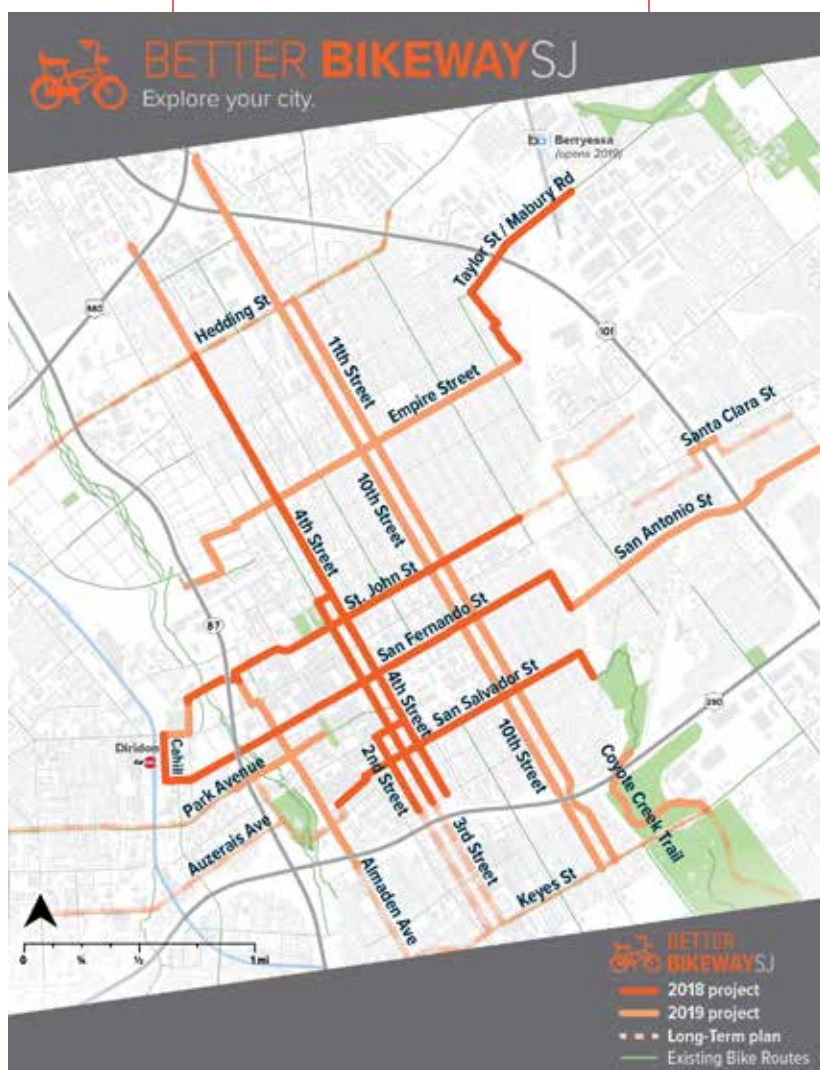 BETTER BIKEWAYSJ
Explore your city.
Berryessa
(opens 2019)
Taylor St / Mabury Rd
880
Hedding St
101
11th Street
Empire Street
Santa Clara St
10th Street
San Antonio St
4th Street
St. John St
87
San Fernando St
4th Street
San Salvador St
280
Diridon
Cahill
2nd Street
10th Street
Park Avenue
Coyote Creek Trail
Auzerais Ave
3rd Street
Almaden Ave
Keyes St
0 ¼ ½ 1 mi
BETTER
BIKEWAYSJ
2018 project
2019 project
Long-Term plan
Existing Bike Routes